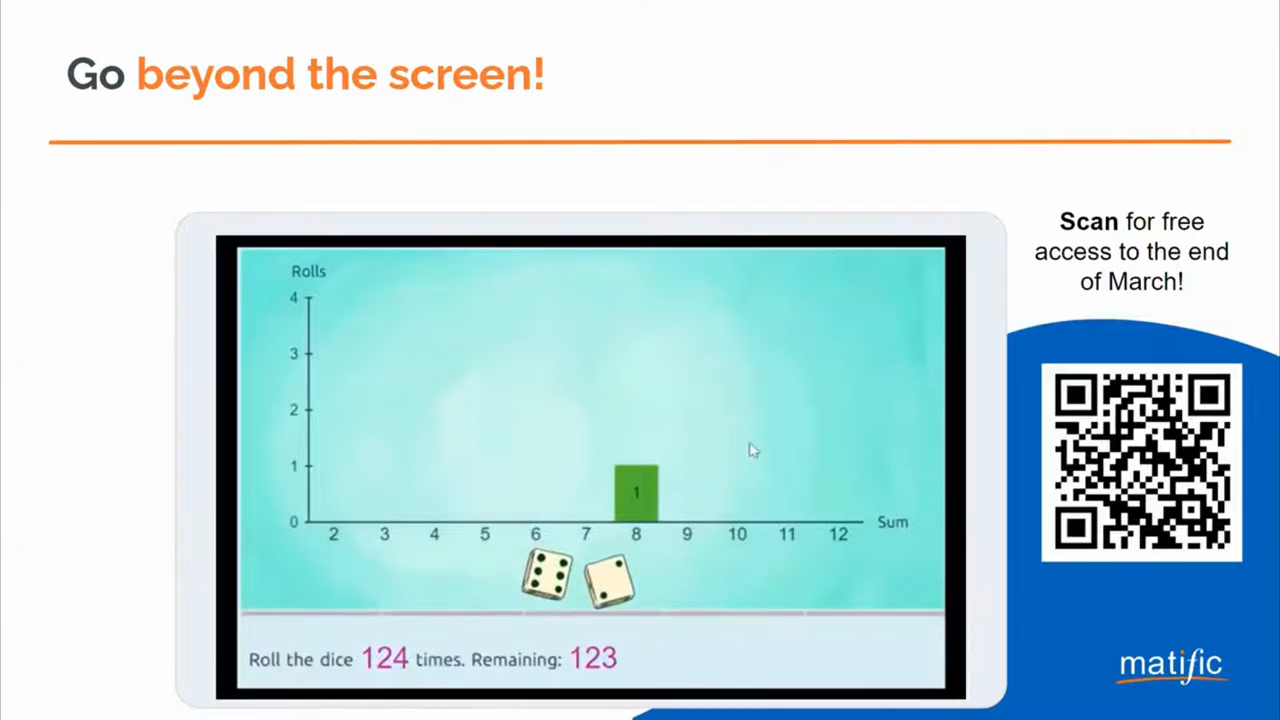 Go beyond the screen!
Scan for free
access to the end
of March!
Rolls
4
3
2
1
0
1
2 3 4 5 6 7 8 9 10 11 12
Sum
Roll the dice 124 times. Remaining: 123
matific